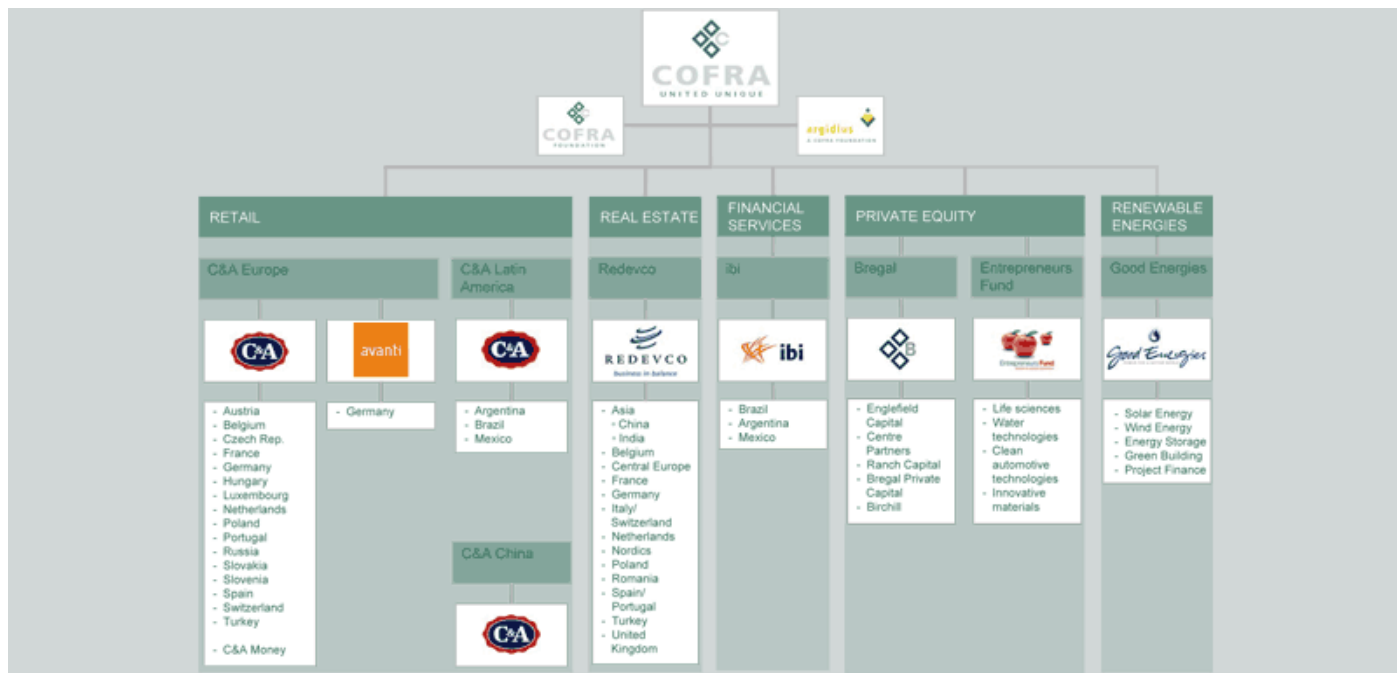 C
COFRA
UNITED UNIQUE
COFRA
FOUNDATION
argidius
A COFRA FOUNDATION
RETAIL
REAL ESTATE
FINANCIAL
SERVICES
PRIVATE EQUITY
RENEWABLE
ENERGIES
C&A Europe
C&A Latin
America
Redevco
ibi
Bregal
Entrepreneurs
Fund
Good Energies
C&A
avanti
C&A
REDEVCO
business in balance
ibi
B
EntrepreneursFund
Good Energies
- Austria
- Belgium
- Czech Rep.
- France
- Germany
- Hungary
- Luxembourg
- Netherlands
- Poland
- Portugal
- Russia
- Slovakia
- Slovenia
- Spain
- Switzerland
- Turkey
- C&A Money
- Germany
- Argentina
- Brazil
- Mexico
C&A China
C&A
- Asia
◦ China
◦ India
- Belgium
- Central Europe
- France
- Germany
- Italy/
Switzerland
- Netherlands
- Nordics
- Poland
- Romania
- Spain/
Portugal
- Turkey
- United
Kingdom
- Brazil
- Argentina
- Mexico
- Englefield
Capital
- Centre
Partners
- Ranch Capital
- Bregal Private
Capital
- Birchill
- Life sciences
- Water
technologies
- Clean
automotive
technologies
- Innovative
materials
- Solar Energy
- Wind Energy
- Energy Storage
- Green Building
- Project Finance